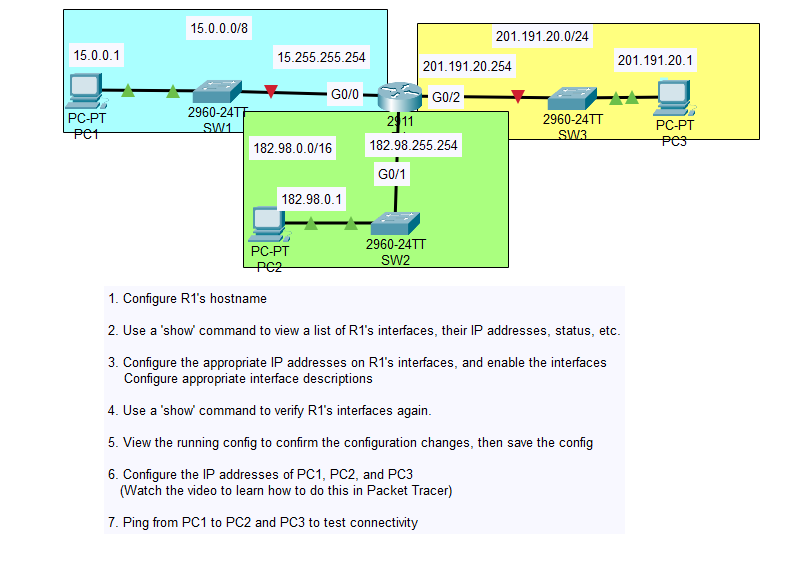 15.0.0.0/8
15.0.0.1
15.255.255.254
G0/0
PC-PT
PC1
2960-24TT
SW1
2911
201.191.20.0/24
201.191.20.254
201.191.20.1
G0/2
2960-24TT
SW3
PC-PT
PC3
182.98.0.0/16
182.98.255.254
G0/1
182.98.0.1
PC-PT
PC2
2960-24TT
SW2
1. Configure R1's hostname
2. Use a 'show' command to view a list of R1's interfaces, their IP addresses, status, etc.
3. Configure the appropriate IP addresses on R1's interfaces, and enable the interfaces
Configure appropriate interface descriptions
4. Use a 'show' command to verify R1's interfaces again.
5. View the running config to confirm the configuration changes, then save the config
6. Configure the IP addresses of PC1, PC2, and PC3
(Watch the video to learn how to do this in Packet Tracer)
7. Ping from PC1 to PC2 and PC3 to test connectivity